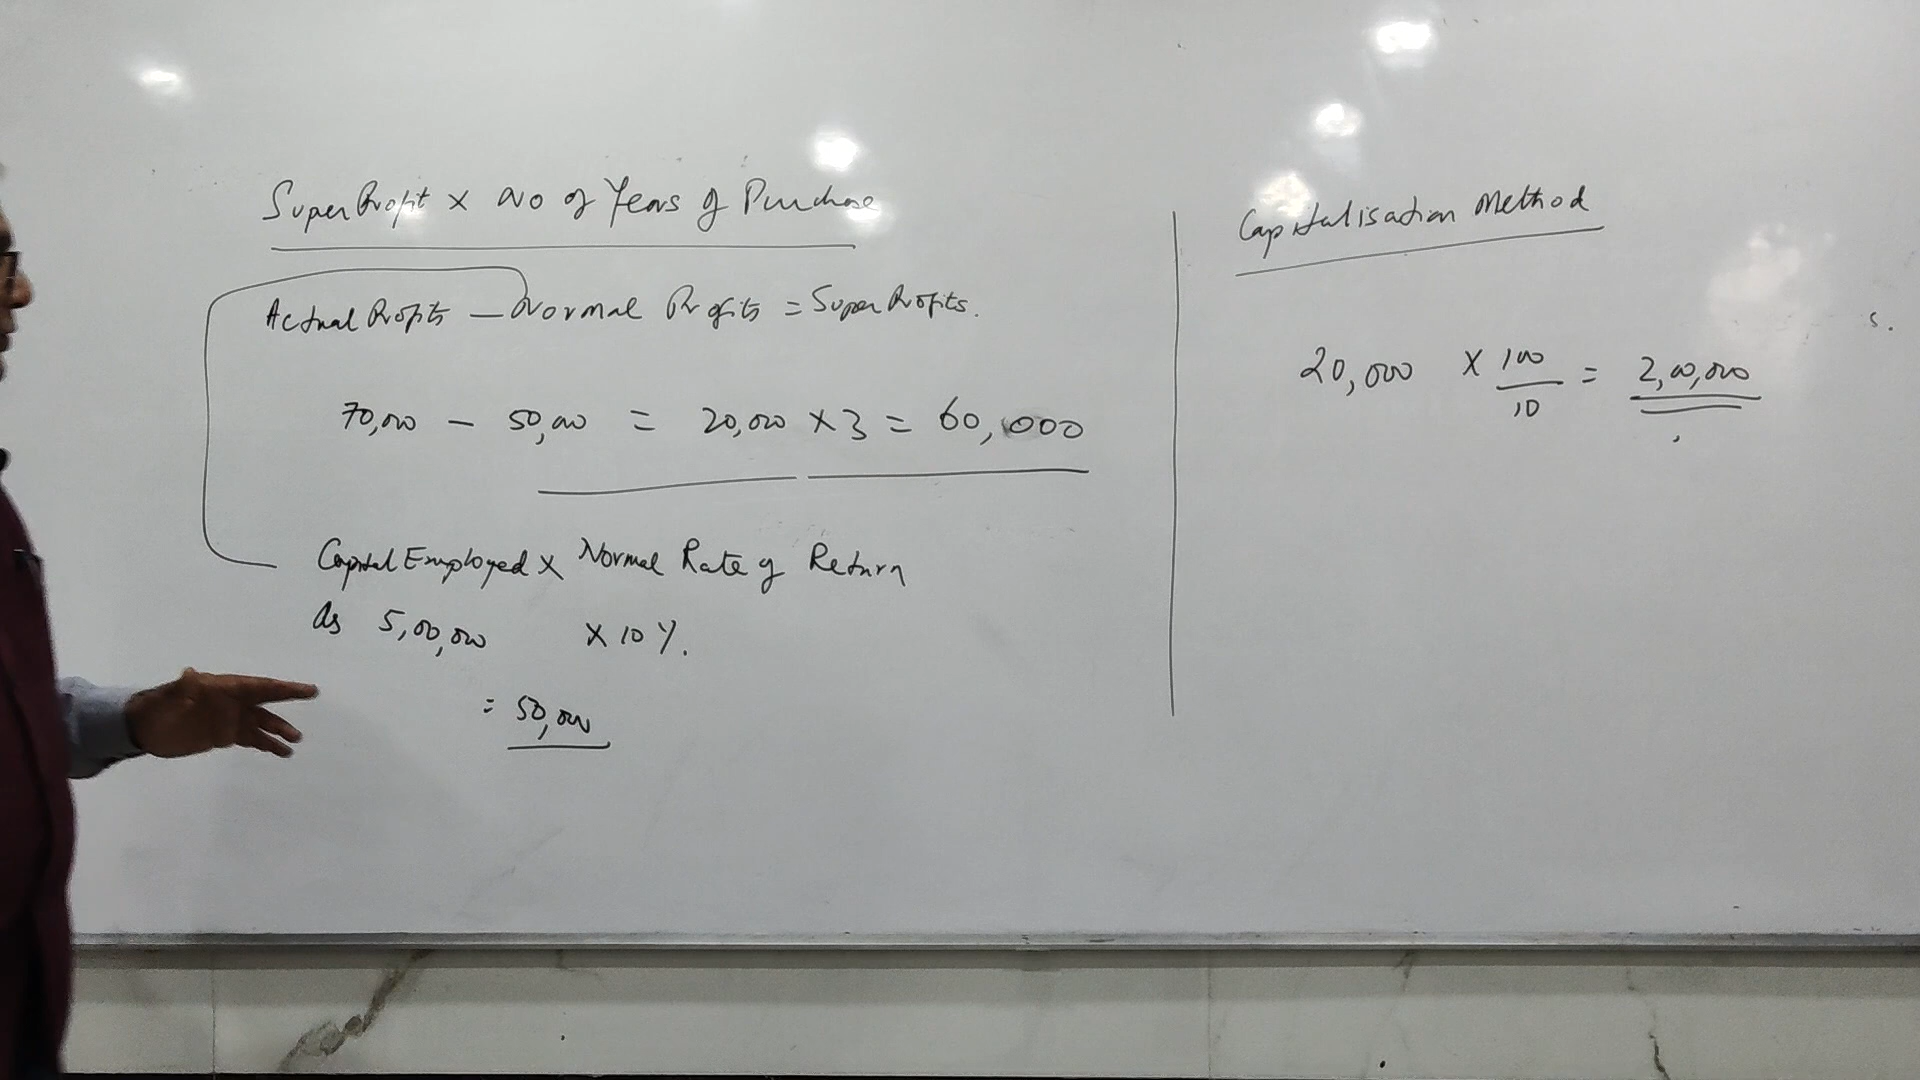 Super Profit × No of Years of Purchase
Actual Profits — Normal Profits = Super Profits.
70,000 — 50,000 = 20,000 × 3 = 60,000
Capital Employed × Normal Rate of Return
As 5,00,000 × 10%.
= 50,000
Capitalisation Method
20,000 × 100/10 = 2,00,000
s.